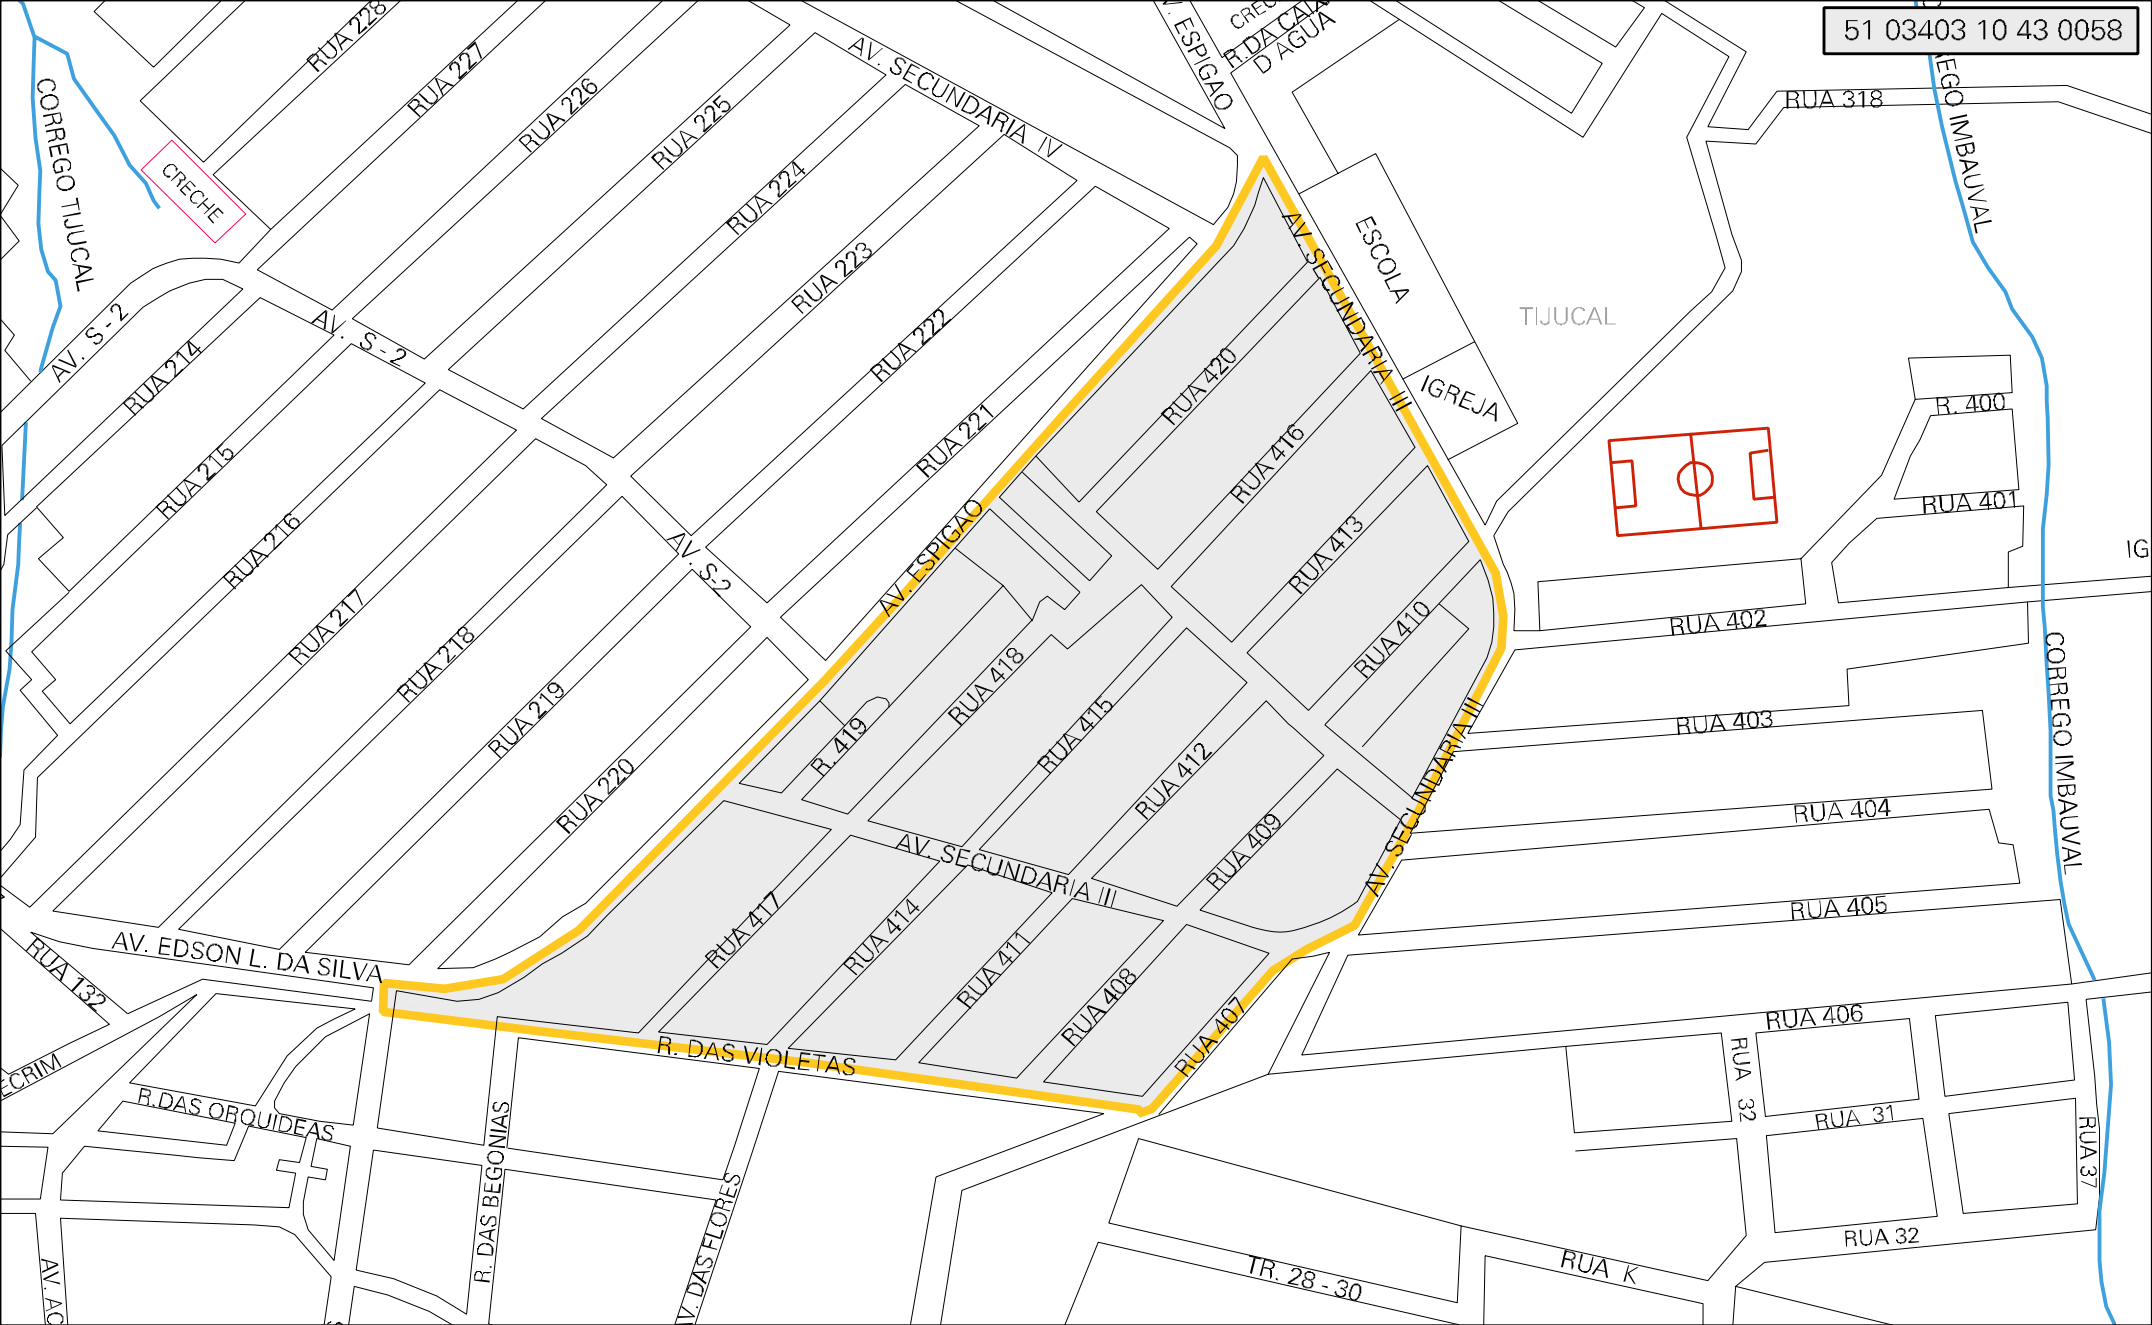 51 03403 10 43 0058
RUA 228
RUA 227
RUA 226
RUA 225
AV. SECUNDARIA IV
ESPIGAO
R. DA CAIXA
D AGUA
RUA 318
CORREGO IMBAUVAL
CORREGO TIJUCAL
CRECHE
RUA 224
RUA 223
RUA 222
RUA 221
AV. S - 2
AV. S - 2
AV. S-2
RUA 214
RUA 215
RUA 216
RUA 217
RUA 218
RUA 219
RUA 220
AV. ESPIGAO
AV. SECUNDARIA III
ESCOLA
IGREJA
TIJUCAL
RUA 420
RUA 416
RUA 413
RUA 410
R. 400
RUA 401
IG
RUA 402
RUA 403
RUA 404
RUA 405
RUA 406
CORREGO IMBAUVAL
RUA 418
R. 419
RUA 415
RUA 412
RUA 409
AV. SECUNDARIA III
AV. SECUNDARIA III
RUA 417
RUA 414
RUA 411
RUA 408
RUA 407
AV. EDSON L. DA SILVA
RUA 132
ECRIM
R. DAS VIOLETAS
R.DAS ORQUIDEAS
R. DAS BEGONIAS
AV. DAS FLORES
AV. AC
RUA 32
RUA 31
RUA 37
RUA 32
RUA K
TR. 28 - 30